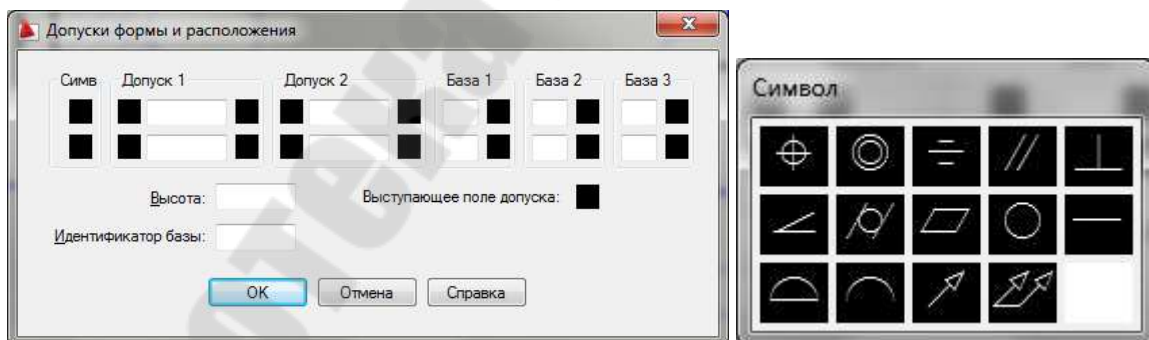 Допуски формы и расположения
Симв Допуск 1 Допуск 2 База 1 База 2 База 3
Высота: Выступающее поле допуска:
Идентификатор базы:
OK Отмена Справка
Символ